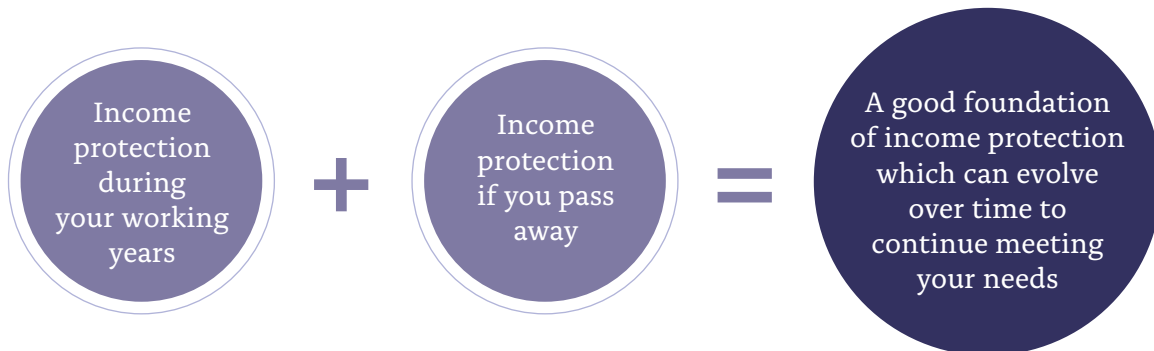 Income
protection
during
your working
years
+
Income
protection
if you pass
away
=
A good foundation
of income protection
which can evolve
over time to
continue meeting
your needs